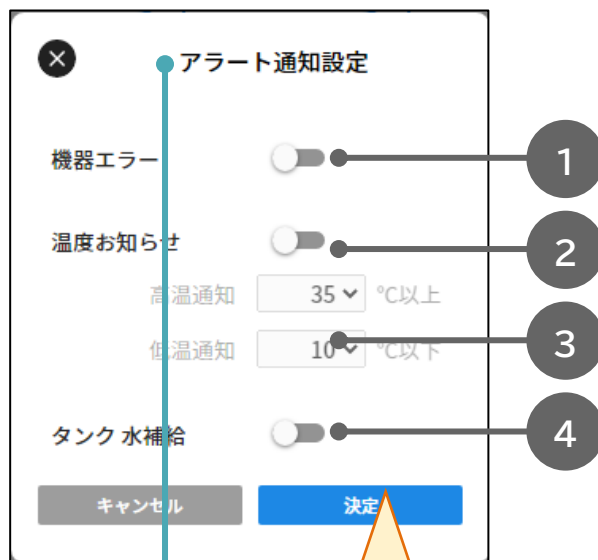 アラート通知設定
機器エラー
1
温度お知らせ
2
高温通知 35 ℃以上
低温通知 10 ℃以下
3
タンク 水補給
4
キャンセル 決定